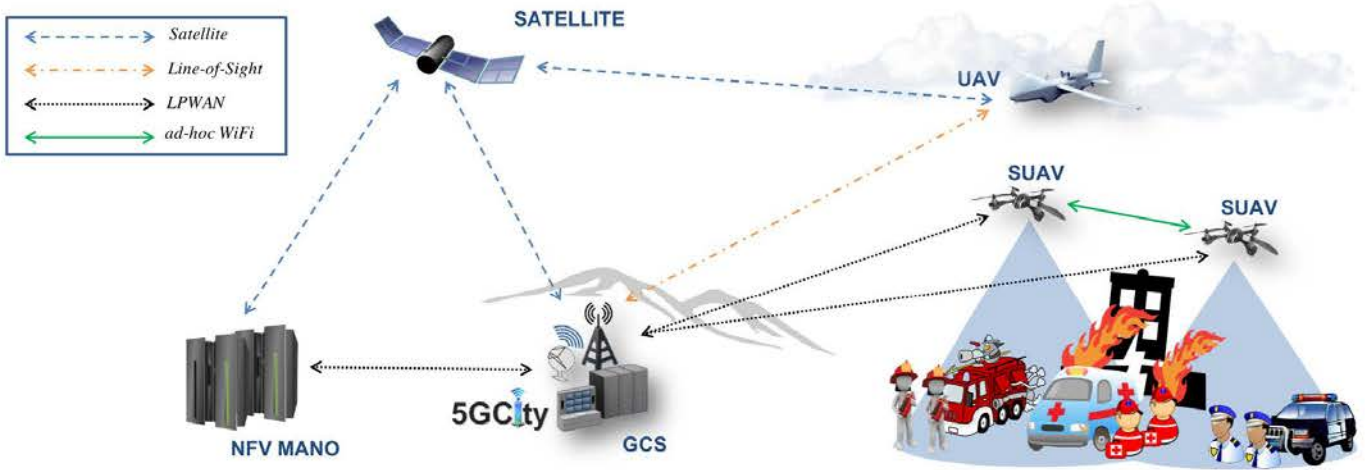 SATELLITE
Satellite
Line-of-Sight
LPWAN
ad-hoc WiFi
UAV
SUAV
SUAV
5GCity
NFV MANO
GCS